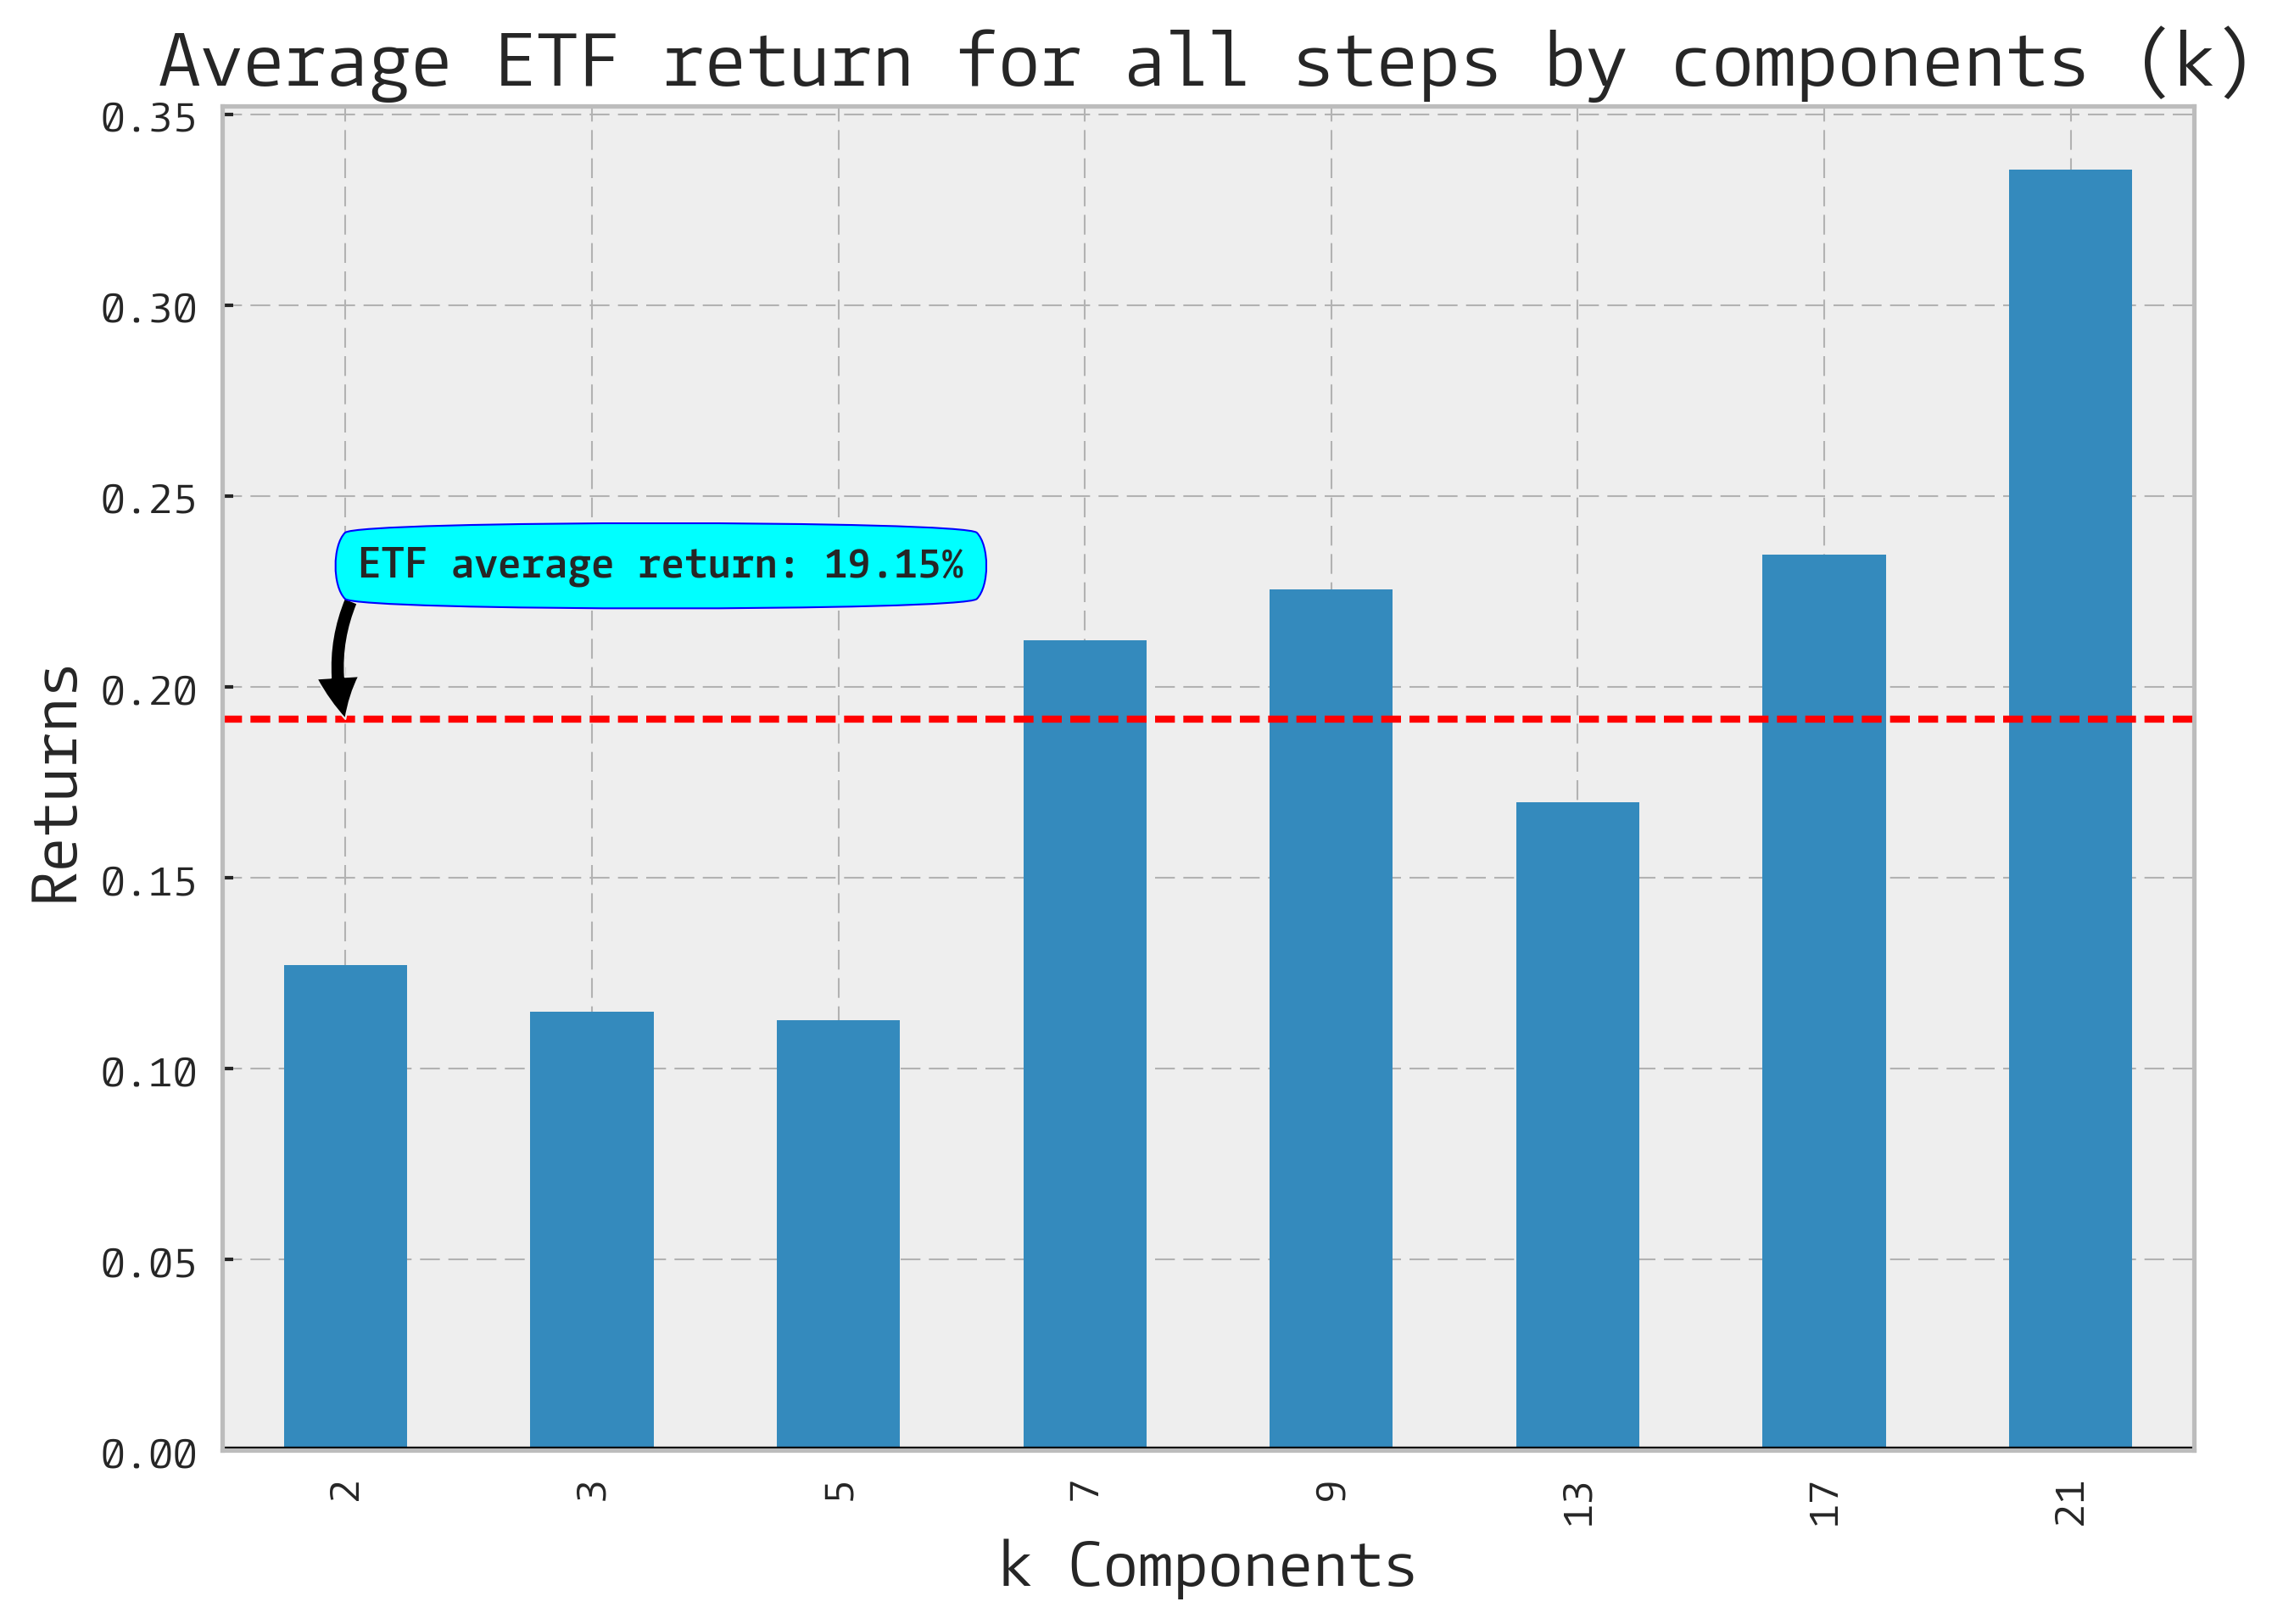 Average ETF return for all steps by components (k)
0.35
0.30
0.25
ETF average return: 19.15%
0.20
Returns
0.15
0.10
0.05
0.00
2 3 5 7 9 13 17 21
k Components